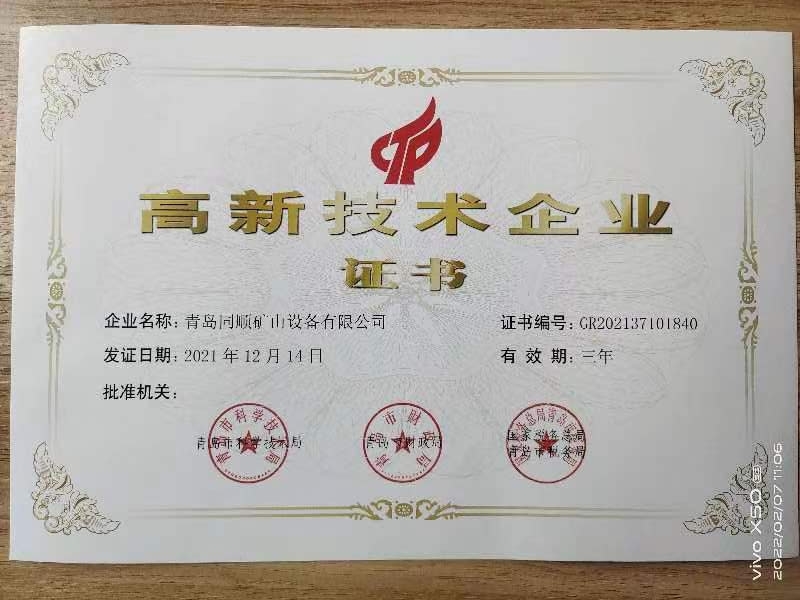 高新技术企业
证书
企业名称：青岛同顺矿山设备有限公司
证书编号：GR202137101840
发证日期：2021年12月14日
有效期：三年
批准机关：
青岛市科学技术局
青岛市财政局
国家税务总局
青岛市税务局
vivo X50
2022/02/07 11:06